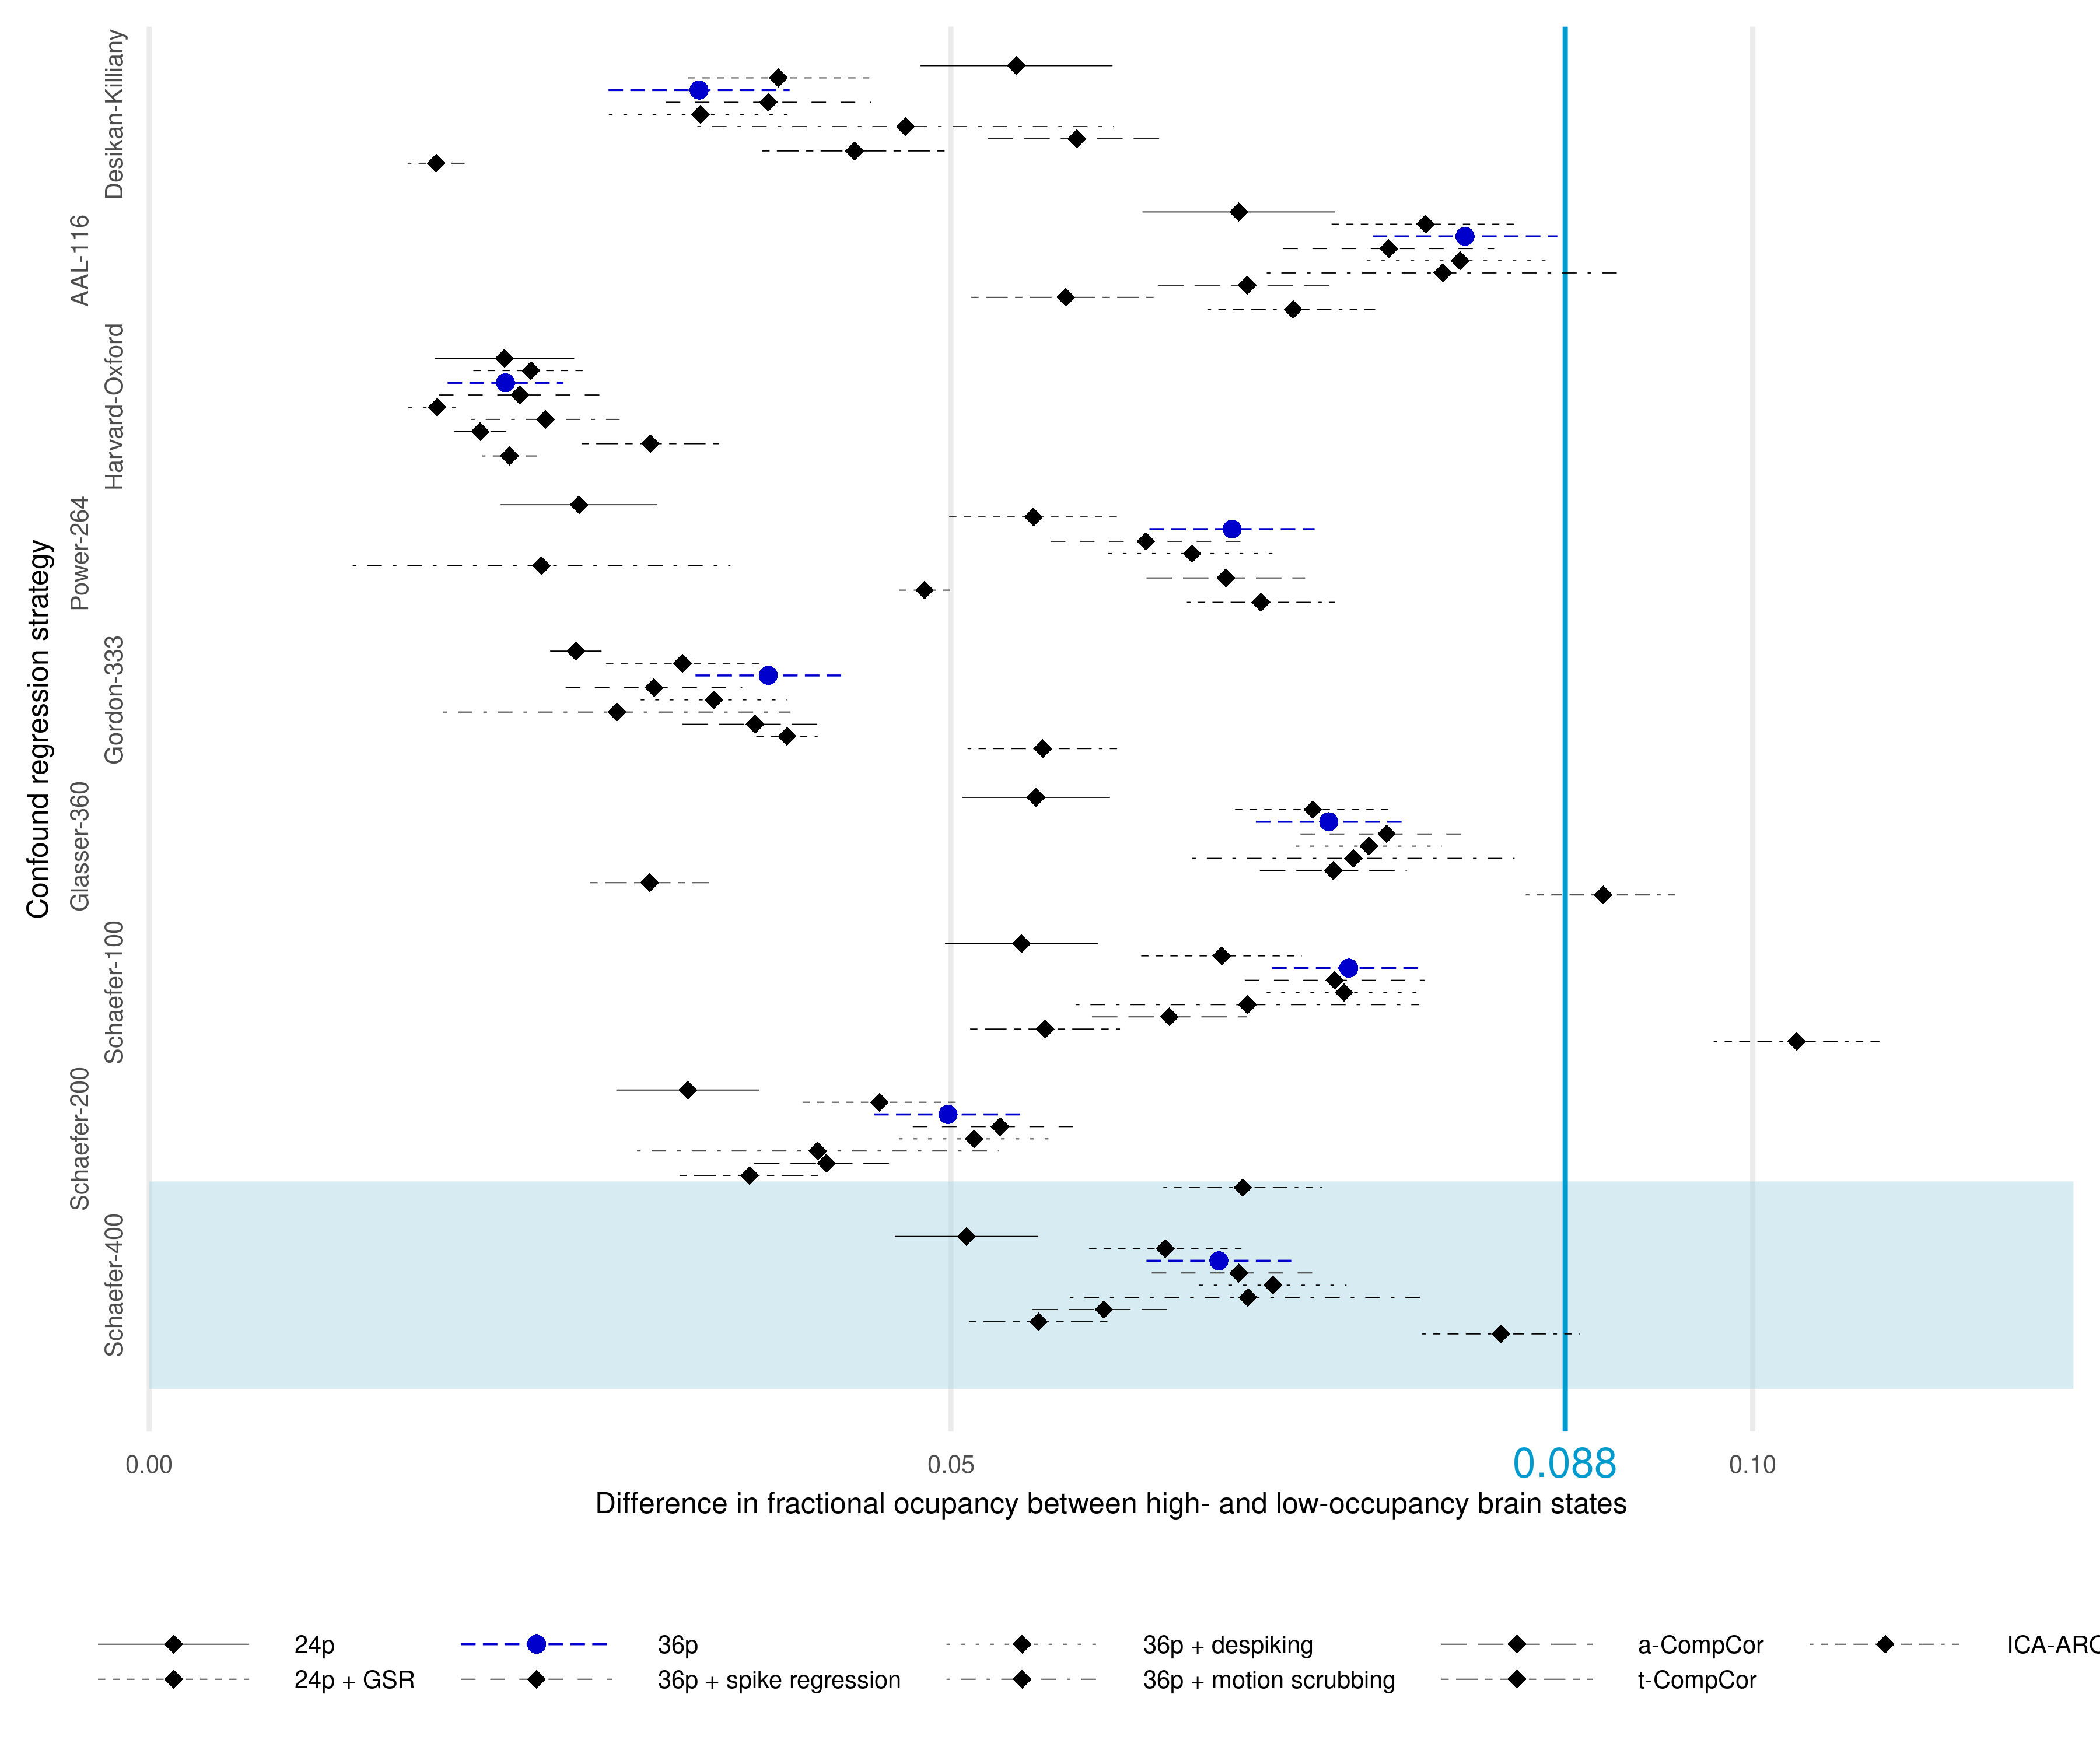 Confound regression strategy
Desikan-Killiany
AAL-116
Harvard-Oxford
Power-264
Gordon-333
Glasser-360
Schaefer-100
Schaefer-200
Schaefer-400
0.00 0.05 0.088 0.10
Difference in fractional ocupancy between high- and low-occupancy brain states
24p 36p 36p + despiking a-CompCor ICA-ARO
24p + GSR 36p + spike regression 36p + motion scrubbing t-CompCor